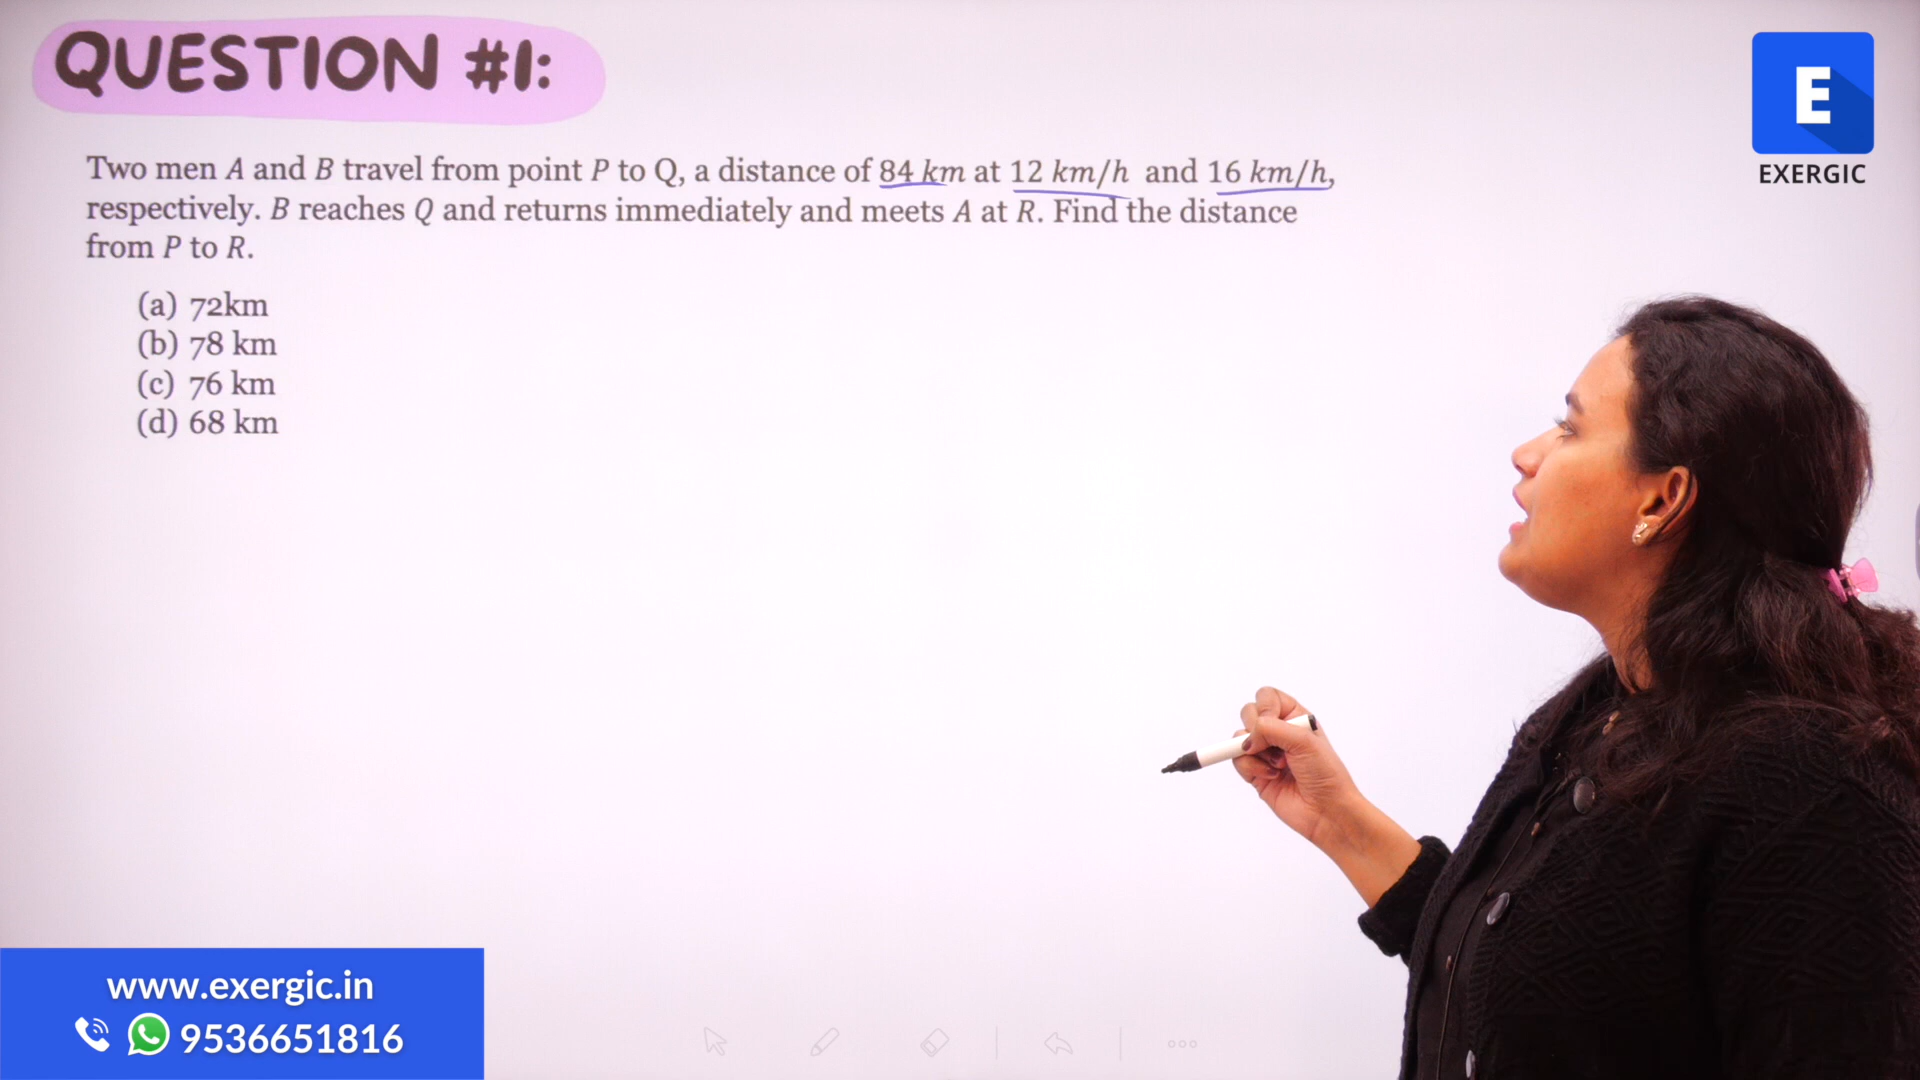 QUESTION #1:
E
EXERGIC
Two men A and B travel from point P to Q, a distance of 84 km at 12 km/h and 16 km/h,
respectively. B reaches Q and returns immediately and meets A at R. Find the distance
from P to R.
(a) 72km
(b) 78 km
(c) 76 km
(d) 68 km
www.exergic.in
9536651816